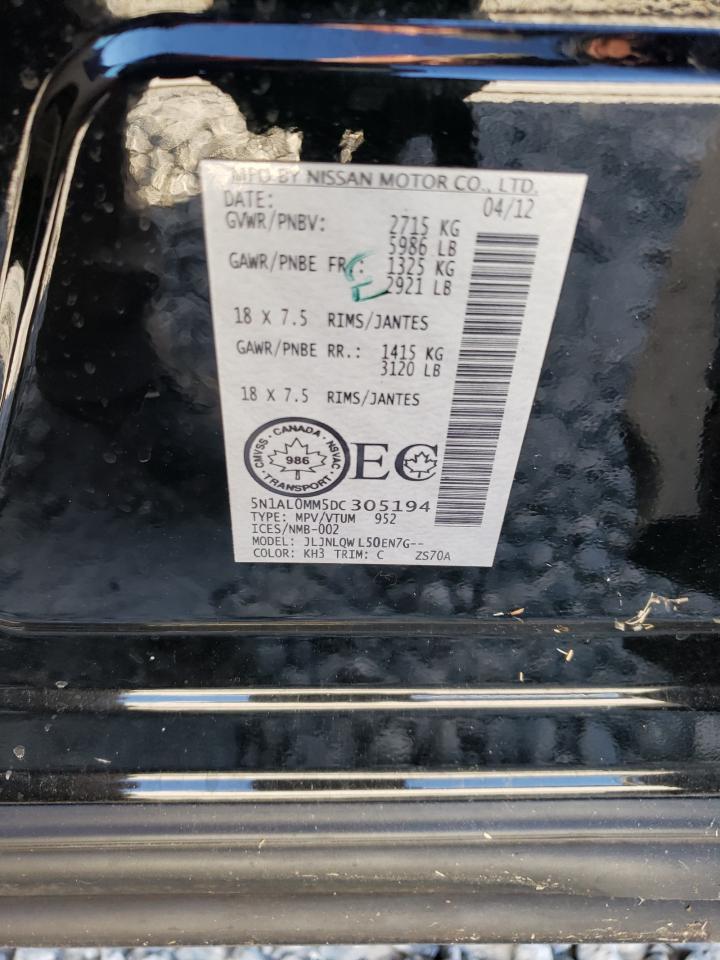 MFD BY NISSAN MOTOR CO., LTD.
DATE: 04/12
GVWR/PNBV: 2715 KG
5986 LB
GAWR/PNBE FR.: 1325 KG
2921 LB
18 X 7.5 RIMS/JANTES
GAWR/PNBE RR.: 1415 KG
3120 LB
18 X 7.5 RIMS/JANTES
CMVSS · CANADA · NSVAC · TRANSPORT ·
986
EC
5N1AL0MM5DC305194
TYPE: MPV/VTUM 952
ICES/NMB-002
MODEL: JLJNLQWL50EN7G--
COLOR: KH3 TRIM: C ZS70A